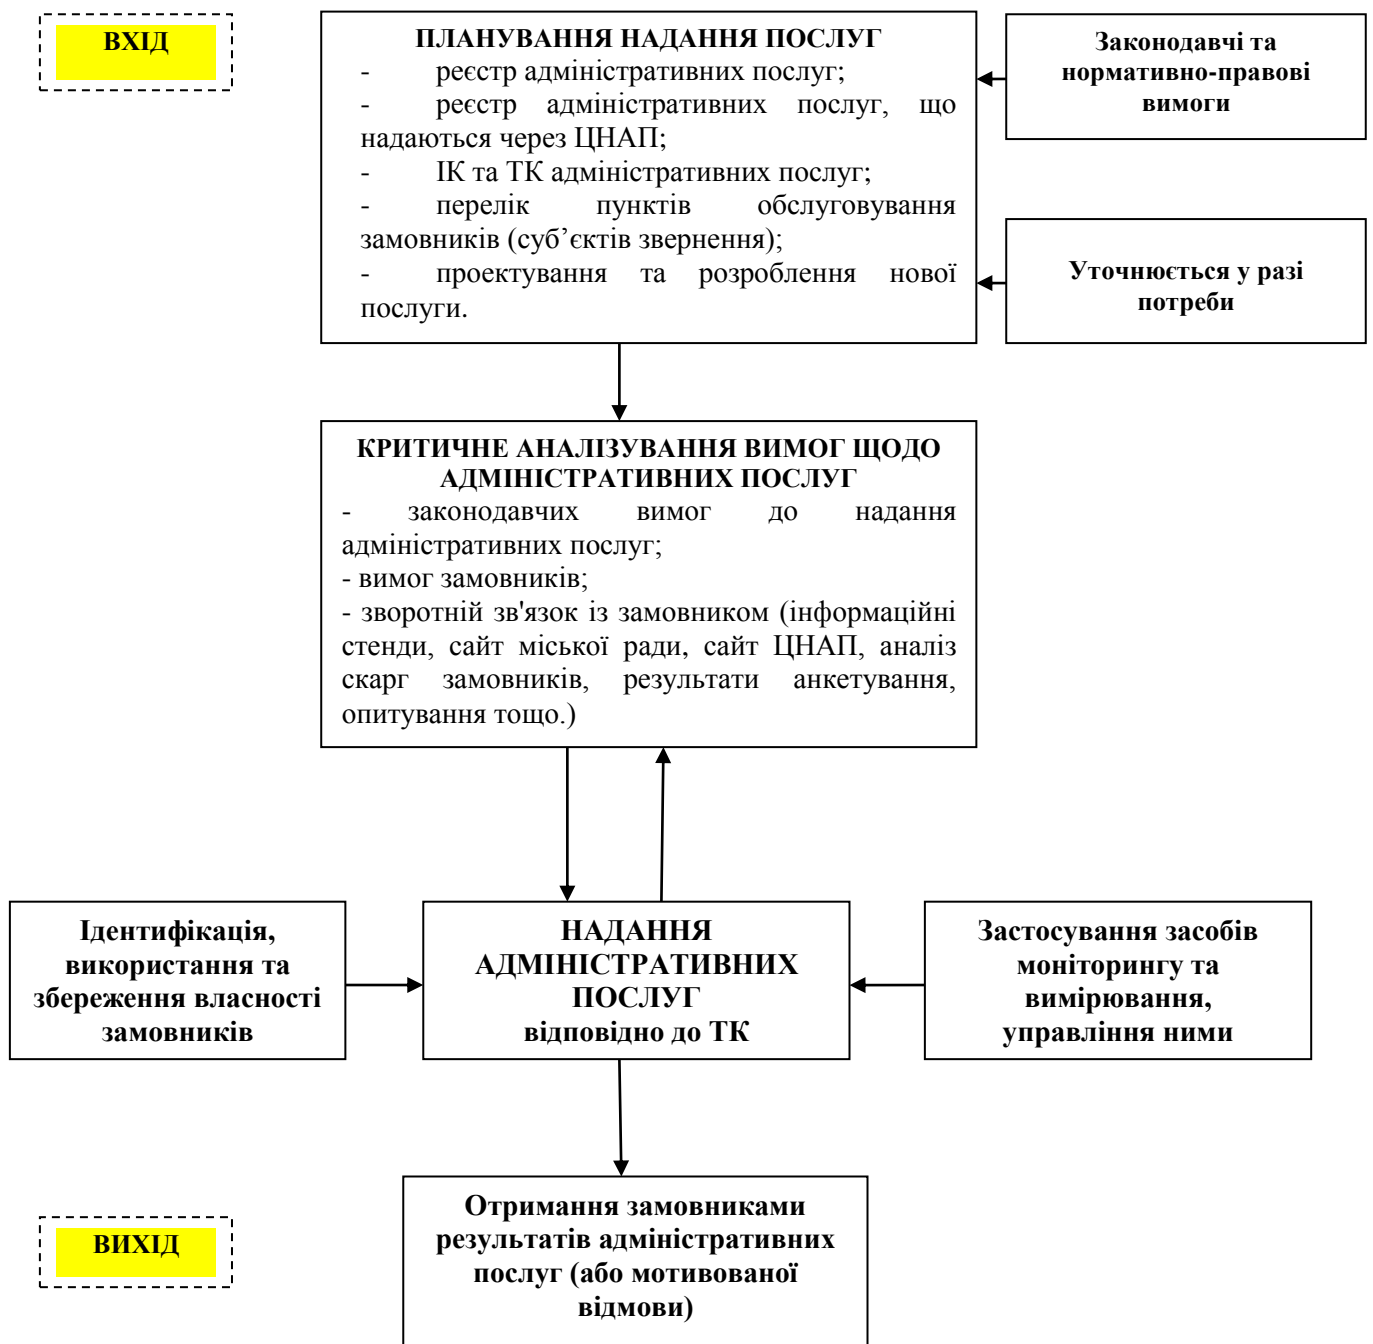 ВХІД
ПЛАНУВАННЯ НАДАННЯ ПОСЛУГ
- реєстр адміністративних послуг;
- реєстр адміністративних послуг, що
надаються через ЦНАП;
- ІК та ТК адміністративних послуг;
- перелік пунктів обслуговування
замовників (суб’єктів звернення);
- проектування та розроблення нової
послуги.
Законодавчі та
нормативно-правові
вимоги
Уточнюється у разі
потреби
КРИТИЧНЕ АНАЛІЗУВАННЯ ВИМОГ ЩОДО
АДМІНІСТРАТИВНИХ ПОСЛУГ
- законодавчих вимог до надання
адміністративних послуг;
- вимог замовників;
- зворотній зв'язок із замовником (інформаційні
стенди, сайт міської ради, сайт ЦНАП, аналіз
скарг замовників, результати анкетування,
опитування тощо.)
Ідентифікація,
використання та
збереження власності
замовників
НАДАННЯ
АДМІНІСТРАТИВНИХ
ПОСЛУГ
відповідно до ТК
Застосування засобів
моніторингу та
вимірювання,
управління ними
ВИХІД
Отримання замовниками
результатів адміністративних
послуг (або мотивованої
відмови)